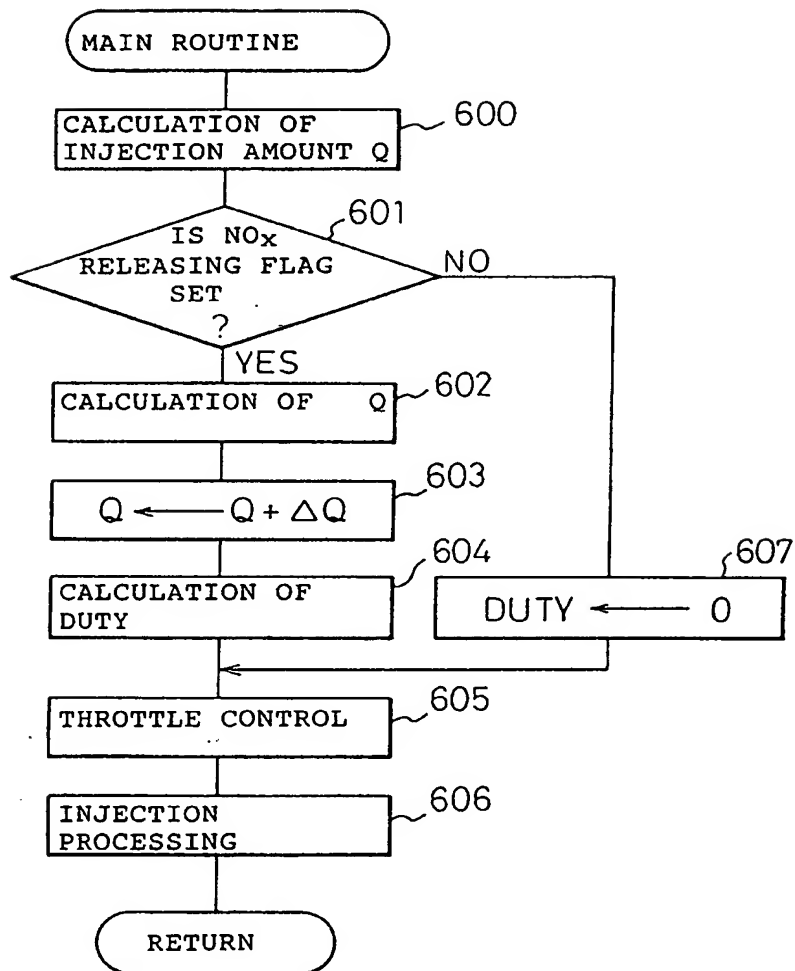 MAIN ROUTINE
CALCULATION OF
INJECTION AMOUNT Q
600
601
IS NOx
RELEASING FLAG
SET
?
NO
YES
CALCULATION OF Q
602
Q ← Q + △Q
603
CALCULATION OF
DUTY
604
DUTY ← 0
607
THROTTLE CONTROL
605
INJECTION
PROCESSING
606
RETURN